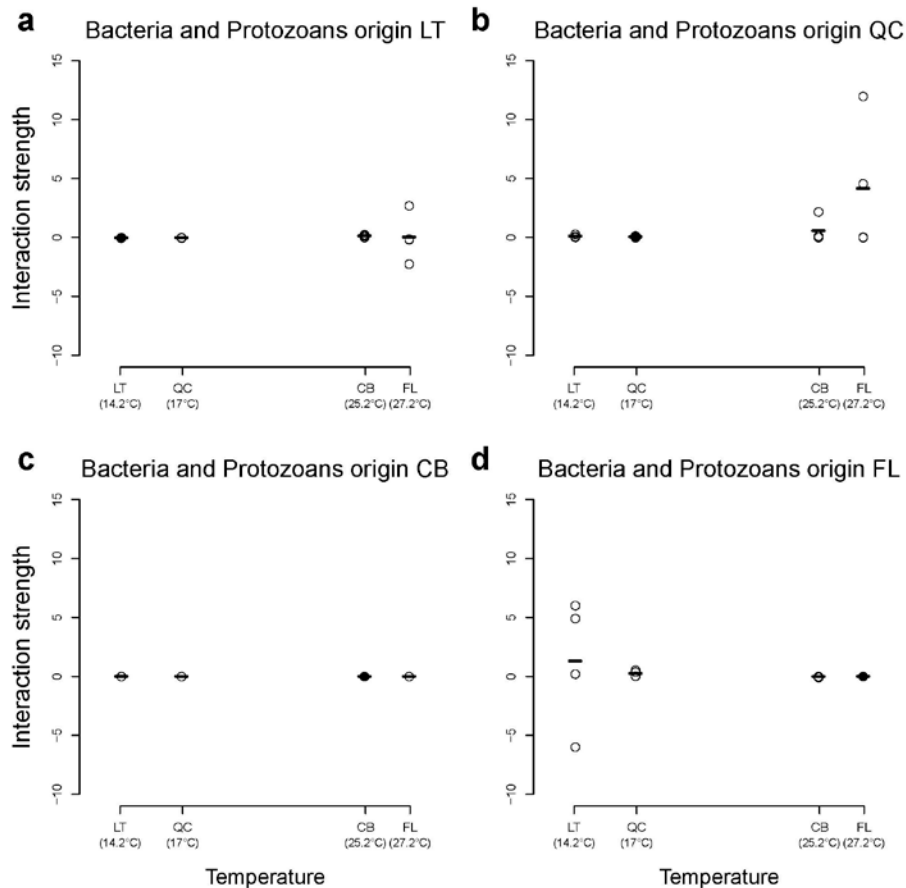 a Bacteria and Protozoans origin LT
Interaction strength
15
10
5
0
−5
−10
LT QC CB FL
(14.2°C) (17°C) (25.2°C) (27.2°C)
b Bacteria and Protozoans origin QC
15
10
5
0
−5
−10
LT QC CB FL
(14.2°C) (17°C) (25.2°C) (27.2°C)
c Bacteria and Protozoans origin CB
Interaction strength
15
10
5
0
−5
−10
LT QC CB FL
(14.2°C) (17°C) (25.2°C) (27.2°C)
Temperature
d Bacteria and Protozoans origin FL
15
10
5
0
−5
−10
LT QC CB FL
(14.2°C) (17°C) (25.2°C) (27.2°C)
Temperature